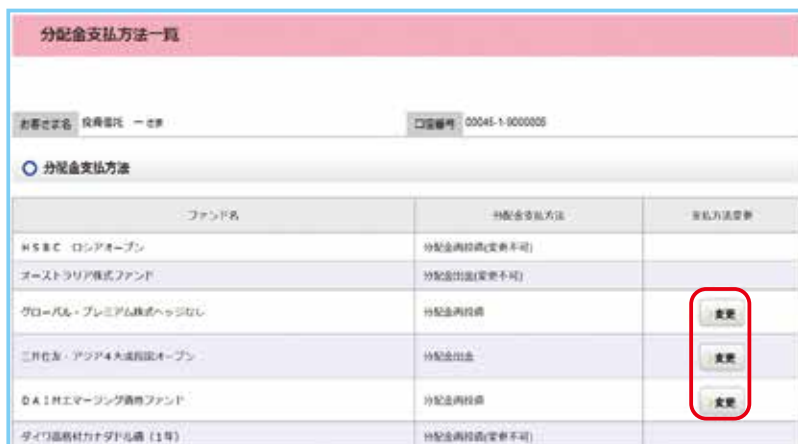 分配金支払方法一覧
お客さま名 投資信託 一 さま 口座番号 00045-1-9000005
分配金支払方法
ファンド名 分配金支払方法 支払方法変更
HSBC ロシアオープン 分配金再投資(変更不可)
オーストラリア株式ファンド 分配金出金(変更不可)
グローバル・プレミアム株式ヘッジなし 分配金再投資 変更
三井住友・アジア4大成長国オープン 分配金出金 変更
DAIMエマージング債券ファンド 分配金再投資 変更
ダイワ高格付カナダドル債(1年) 分配金再投資(変更不可)